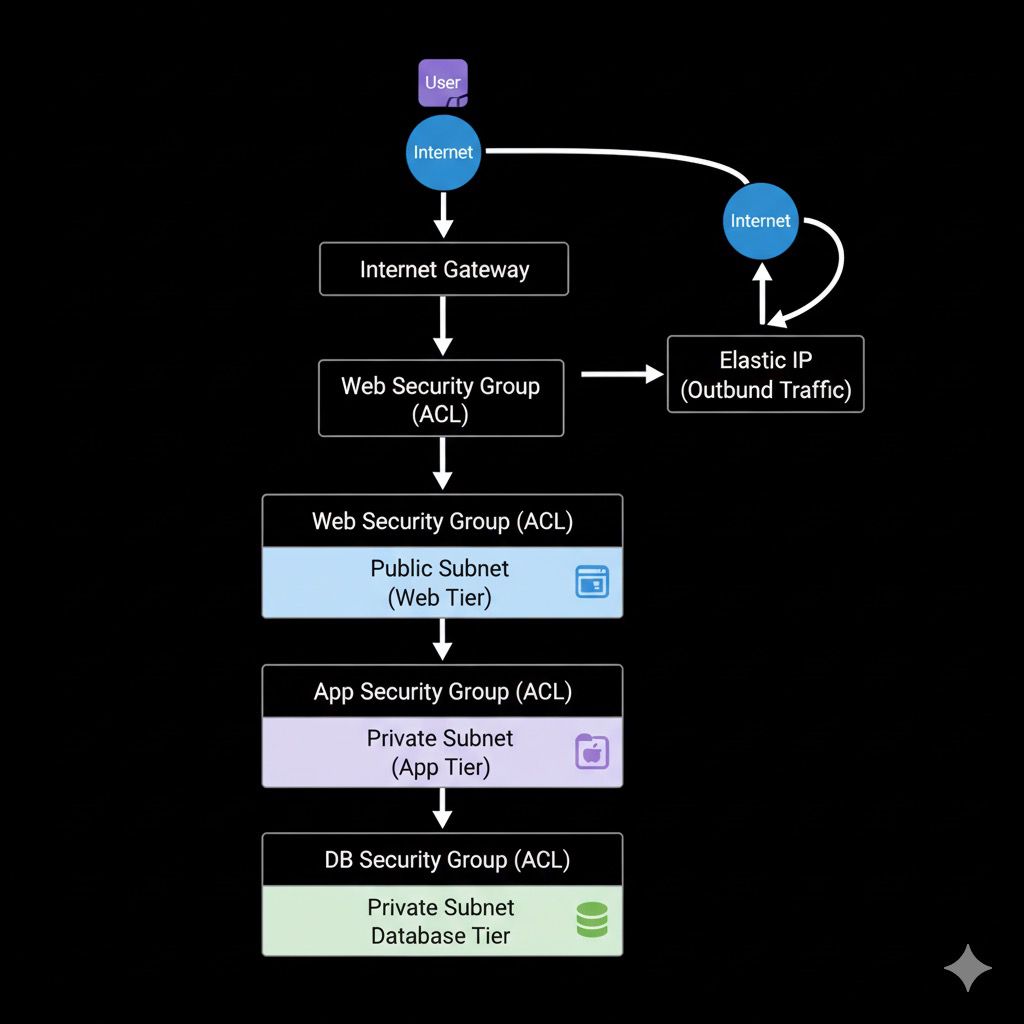 User
Internet
Internet
Internet Gateway
Web Security Group
(ACL)
Elastic IP
(Outbund Traffic)
Web Security Group (ACL)
Public Subnet
(Web Tier)
App Security Group (ACL)
Private Subnet
(App Tier)
DB Security Group (ACL)
Private Subnet
Database Tier